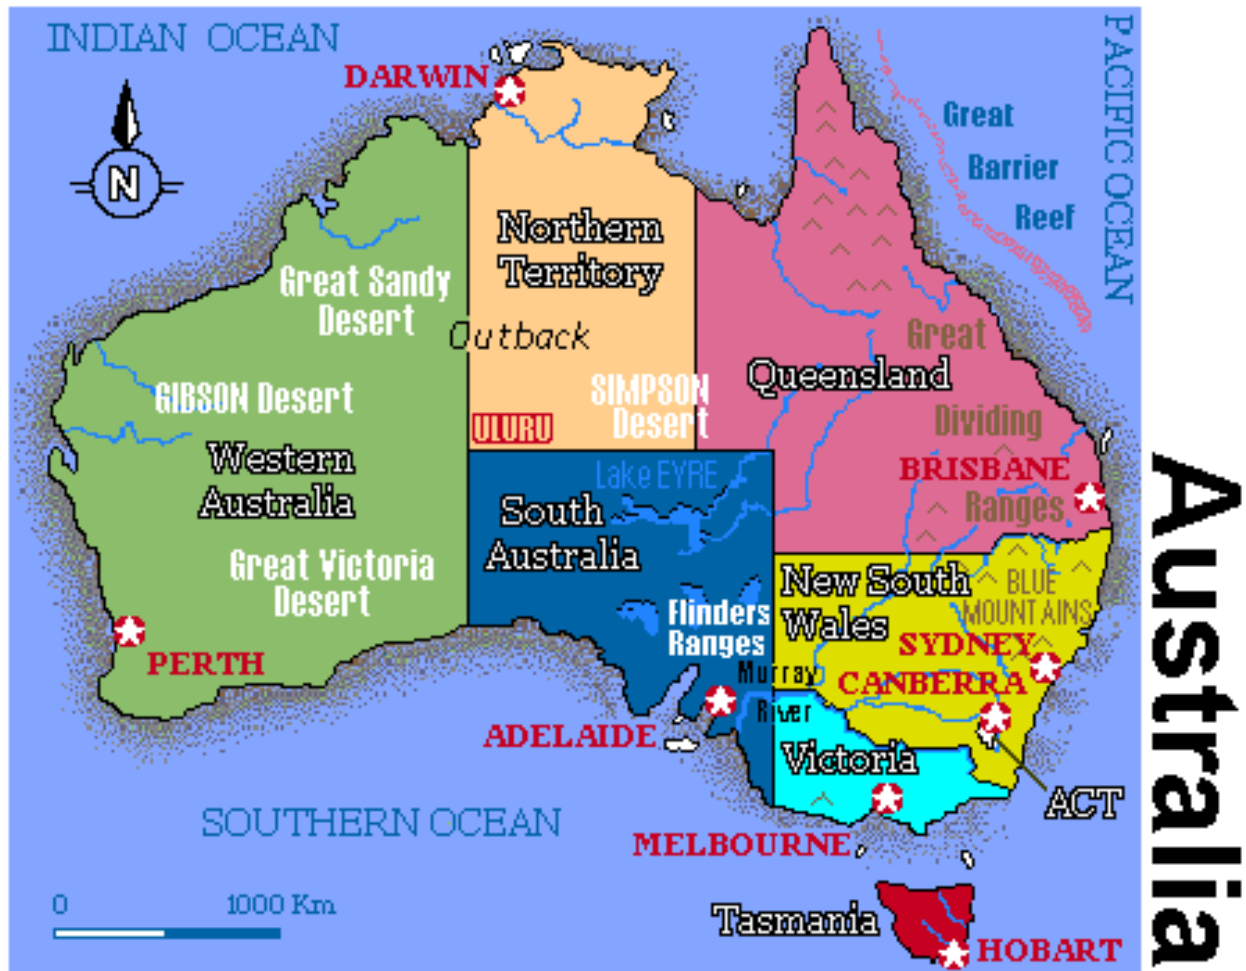 INDIAN OCEAN
PACIFIC OCEAN
DARWIN
Great
Barrier
Reef
N
Northern
Territory
Great Sandy
Desert
Outback
Great
Queensland
GIBSON Desert
SIMPSON
Desert
ULURU
Dividing
Western
Australia
BRISBANE
Lake EYRE
Ranges
South
Australia
Great Victoria
Desert
New South
Wales
BLUE
MOUNTAINS
Flinders
Ranges
PERTH
SYDNEY
Murray
River
CANBERRA
ADELAIDE
Victoria
ACT
SOUTHERN OCEAN
MELBOURNE
0 1000 Km
Tasmania
HOBART
Australia